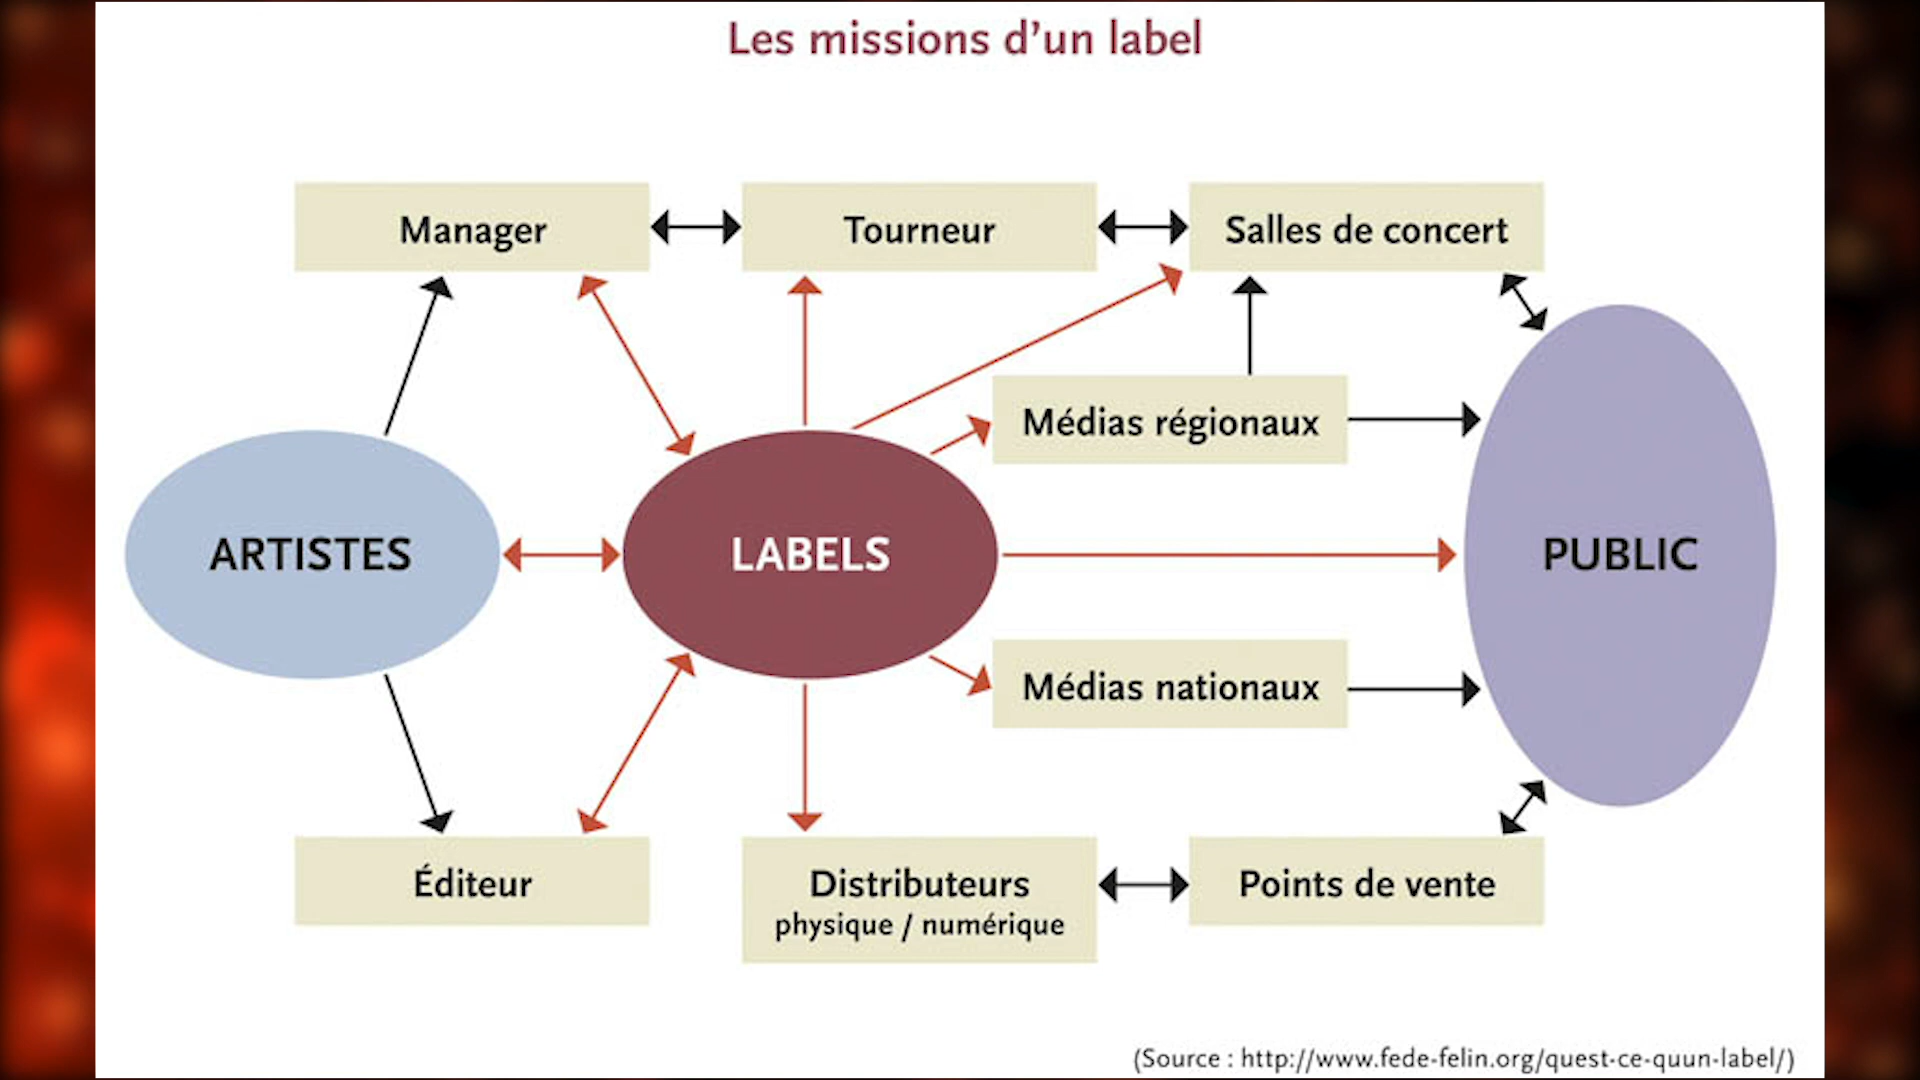 Les missions d’un label
Manager
Tourneur
Salles de concert
Médias régionaux
ARTISTES
LABELS
PUBLIC
Médias nationaux
Éditeur
Distributeurs
physique / numérique
Points de vente
(Source : http://www.fede-felin.org/quest-ce-quun-label/)